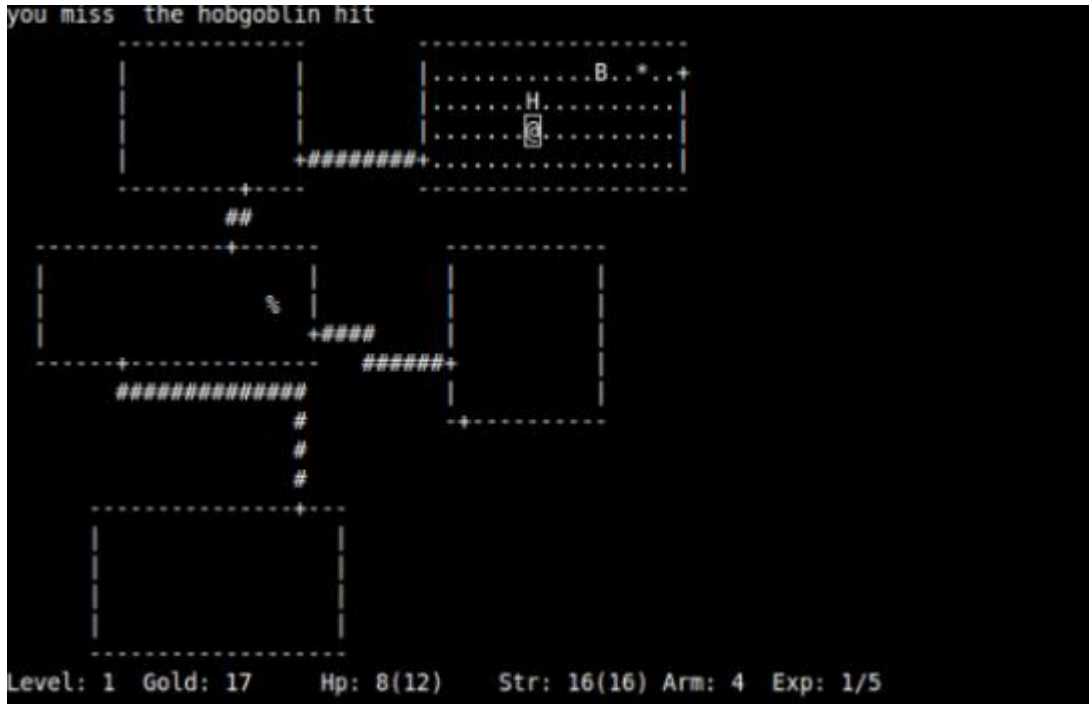 you miss  the hobgoblin hit
        --------------        --------------------
        |            |        |............B..*..+
        |            |        |.......H..........|
        |            |        |.......@..........|
        |            +########+..................|
        ---------+----        --------------------
                ##
  --------------+------         ------------
  |                   |         |          |
  |                %  |         |          |
  |                   +####     |          |
  ------+--------------   ######+          |
        ##############          |          |
                     #          -+----------
                     #
                     #
      ---------------+---
      |                 |
      |                 |
      |                 |
      |                 |
      -------------------
Level: 1  Gold: 17     Hp: 8(12)    Str: 16(16) Arm: 4  Exp: 1/5